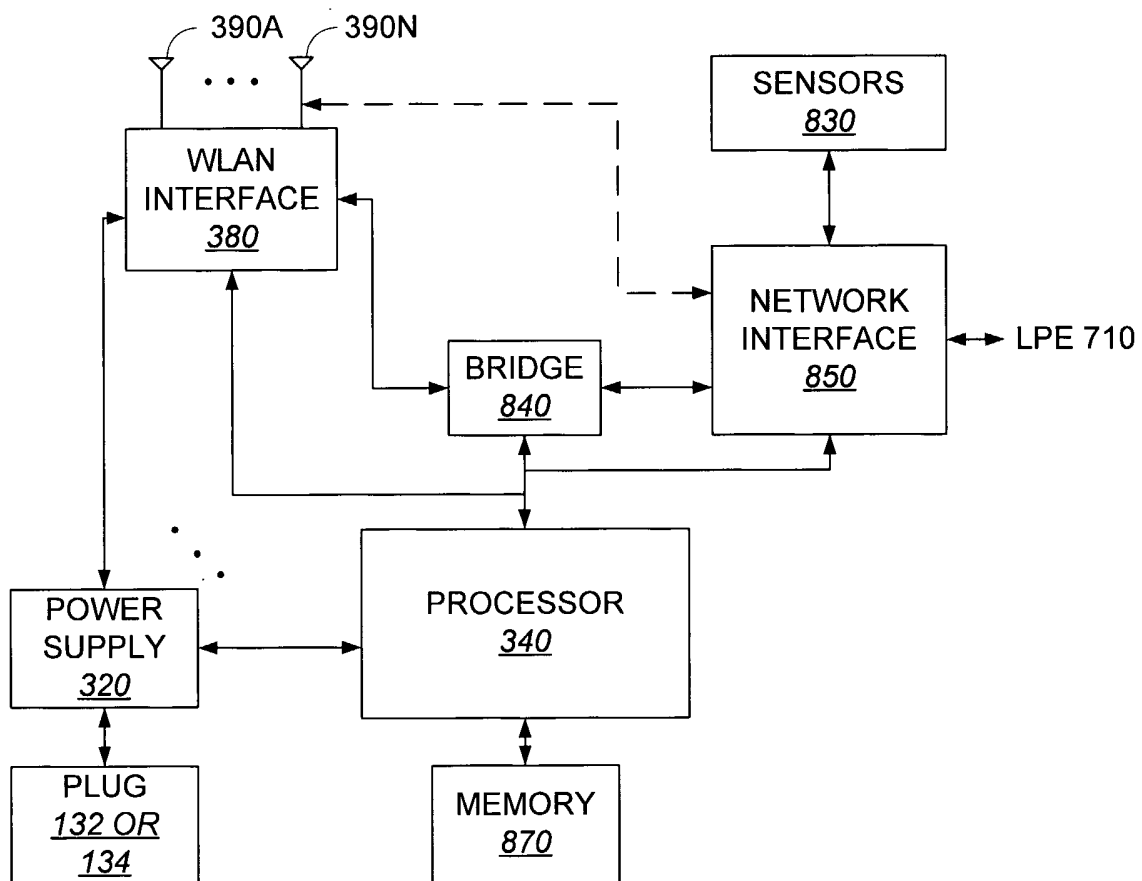 390A
390N
SENSORS
830
WLAN
INTERFACE
380
NETWORK
INTERFACE
850
LPE 710
BRIDGE
840
POWER
SUPPLY
320
PROCESSOR
340
PLUG
132 OR
134
MEMORY
870